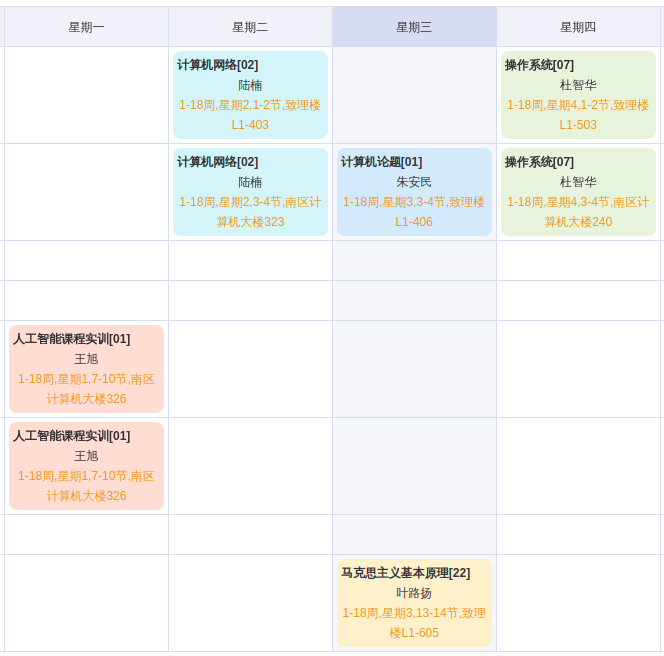 星期一
星期二
星期三
星期四
计算机网络[02]
陆楠
1-18周,星期2,1-2节,致理楼
L1-403
操作系统[07]
杜智华
1-18周,星期4,1-2节,致理楼
L1-503
计算机网络[02]
陆楠
1-18周,星期2,3-4节,南区计
算机大楼323
计算机论题[01]
朱安民
1-18周,星期3,3-4节,致理楼
L1-406
操作系统[07]
杜智华
1-18周,星期4,3-4节,南区计
算机大楼240
人工智能课程实训[01]
王旭
1-18周,星期1,7-10节,南区
计算机大楼326
人工智能课程实训[01]
王旭
1-18周,星期1,7-10节,南区
计算机大楼326
马克思主义基本原理[22]
叶路扬
1-18周,星期3,13-14节,致理
楼L1-605